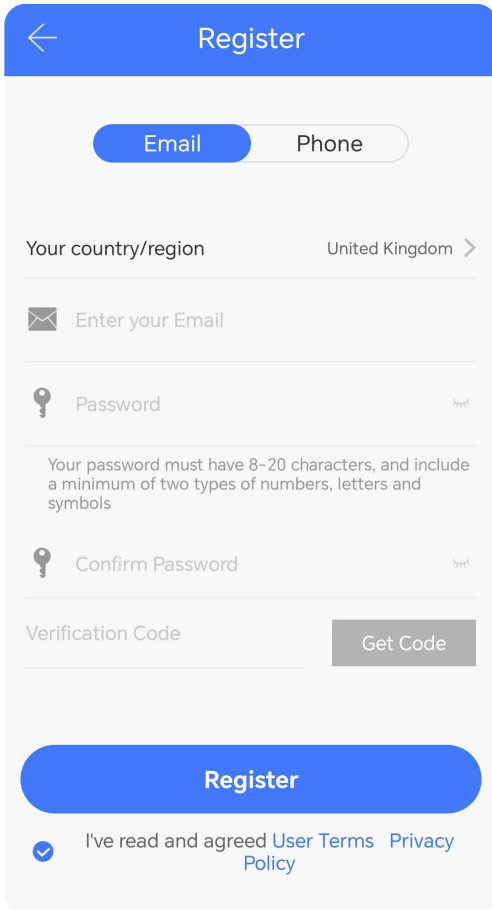 Register
Email Phone
Your country/region United Kingdom
Enter your Email
Password
Your password must have 8-20 characters, and include
a minimum of two types of numbers, letters and
symbols
Confirm Password
Verification Code Get Code
Register
I've read and agreed User Terms Privacy
Policy